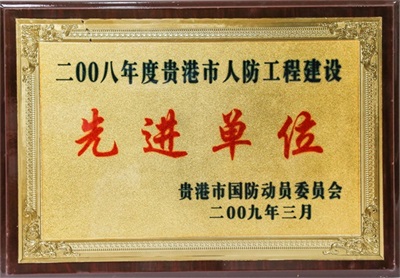 二00八年度贵港市人防工程建设
先进单位
贵港市国防动员委员会
二00九年三月